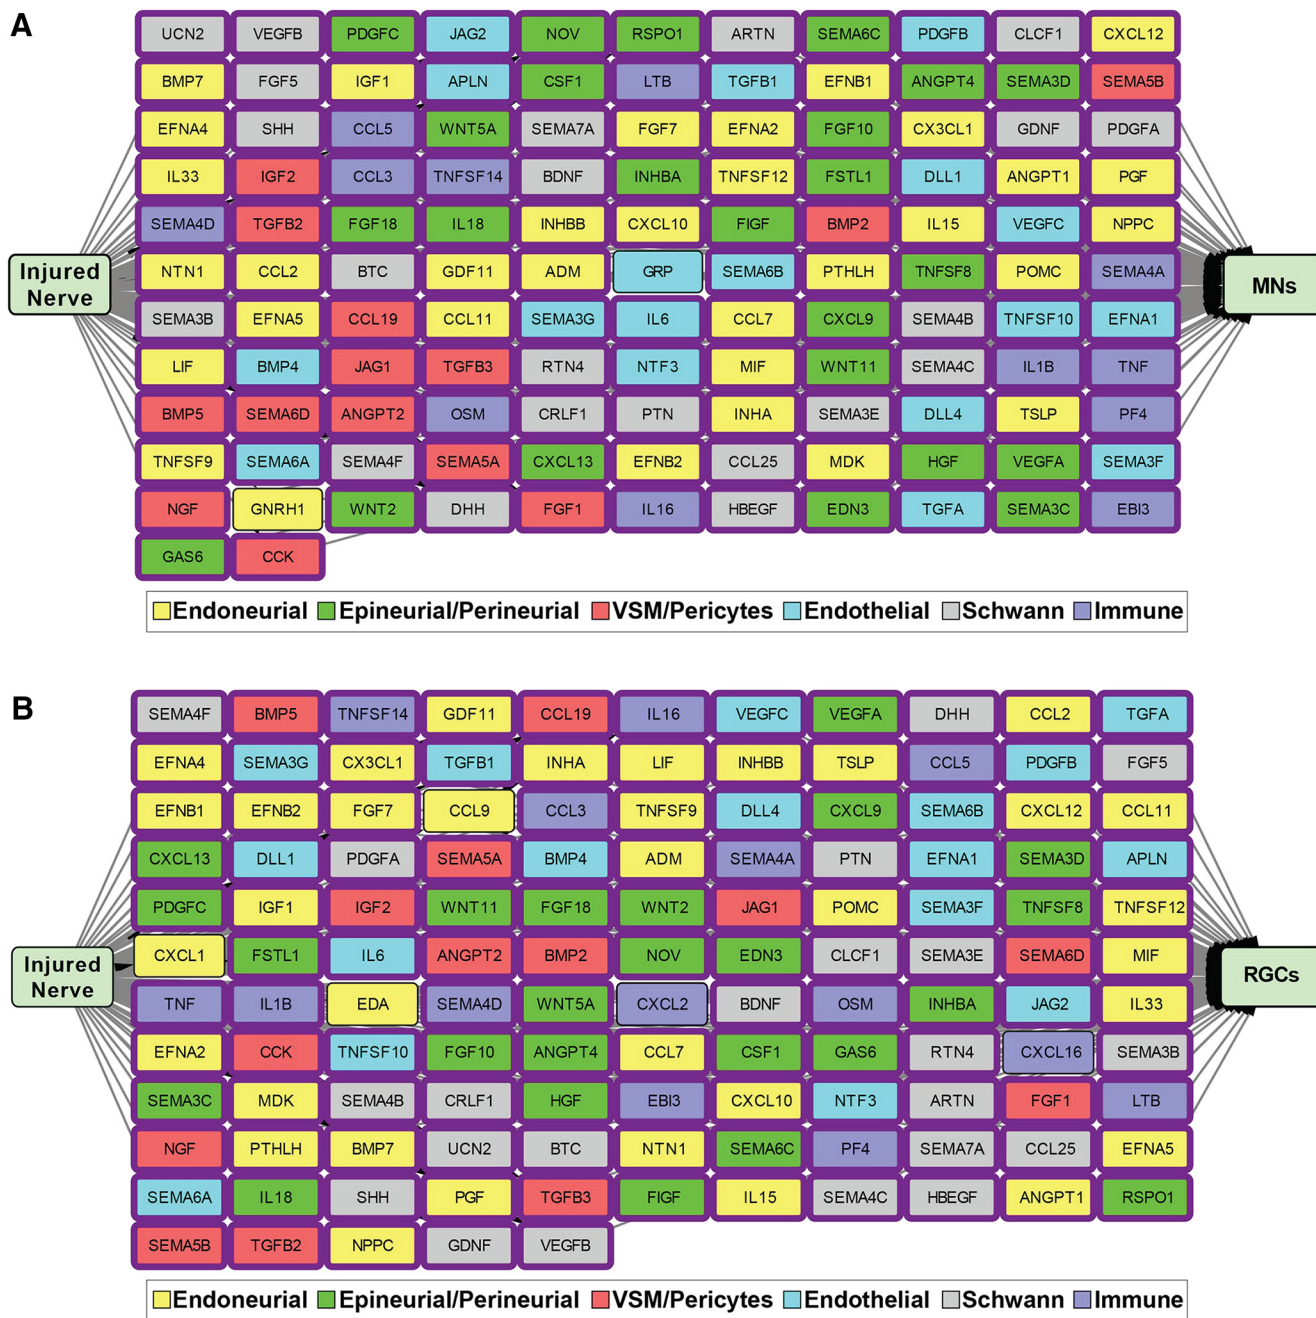 A
UCN2 VEGFB PDGFC JAG2 NOV RSPO1 ARTN SEMA6C PDGFB CLCF1 CXCL12
BMP7 FGF5 IGF1 APLN CSF1 LTB TGFB1 EFNB1 ANGPT4 SEMA3D SEMA5B
EFNA4 SHH CCL5 WNT5A SEMA7A FGF7 EFNA2 FGF10 CX3CL1 GDNF PDGFA
IL33 IGF2 CCL3 TNFSF14 BDNF INHBA TNFSF12 FSTL1 DLL1 ANGPT1 PGF
SEMA4D TGFB2 FGF18 IL18 INHBB CXCL10 FIGF BMP2 IL15 VEGFC NPPC
Injured
Nerve
NTN1 CCL2 BTC GDF11 ADM GRP SEMA6B PTHLH TNFSF8 POMC SEMA4A
MNs
SEMA3B EFNA5 CCL19 CCL11 SEMA3G IL6 CCL7 CXCL9 SEMA4B TNFSF10 EFNA1
LIF BMP4 JAG1 TGFB3 RTN4 NTF3 MIF WNT11 SEMA4C IL1B TNF
BMP5 SEMA6D ANGPT2 OSM CRLF1 PTN INHA SEMA3E DLL4 TSLP PF4
TNFSF9 SEMA6A SEMA4F SEMA5A CXCL13 EFNB2 CCL25 MDK HGF VEGFA SEMA3F
NGF GNRH1 WNT2 DHH FGF1 IL16 HBEGF EDN3 TGFA SEMA3C EBI3
GAS6 CCK
Endoneurial Epineurial/Perineurial VSM/Pericytes Endothelial Schwann Immune
B
SEMA4F BMP5 TNFSF14 GDF11 CCL19 IL16 VEGFC VEGFA DHH CCL2 TGFA
EFNA4 SEMA3G CX3CL1 TGFB1 INHA LIF INHBB TSLP CCL5 PDGFB FGF5
EFNB1 EFNB2 FGF7 CCL9 CCL3 TNFSF9 DLL4 CXCL9 SEMA6B CXCL12 CCL11
CXCL13 DLL1 PDGFA SEMA5A BMP4 ADM SEMA4A PTN EFNA1 SEMA3D APLN
PDGFC IGF1 IGF2 WNT11 FGF18 WNT2 JAG1 POMC SEMA3F TNFSF8 TNFSF12
Injured
Nerve
CXCL1 FSTL1 IL6 ANGPT2 BMP2 NOV EDN3 CLCF1 SEMA3E SEMA6D MIF
RGCs
TNF IL1B EDA SEMA4D WNT5A CXCL2 BDNF OSM INHBA JAG2 IL33
EFNA2 CCK TNFSF10 FGF10 ANGPT4 CCL7 CSF1 GAS6 RTN4 CXCL16 SEMA3B
SEMA3C MDK SEMA4B CRLF1 HGF EBI3 CXCL10 NTF3 ARTN FGF1 LTB
NGF PTHLH BMP7 UCN2 BTC NTN1 SEMA6C PF4 SEMA7A CCL25 EFNA5
SEMA6A IL18 SHH PGF TGFB3 FIGF IL15 SEMA4C HBEGF ANGPT1 RSPO1
SEMA5B TGFB2 NPPC GDNF VEGFB
Endoneurial Epineurial/Perineurial VSM/Pericytes Endothelial Schwann Immune